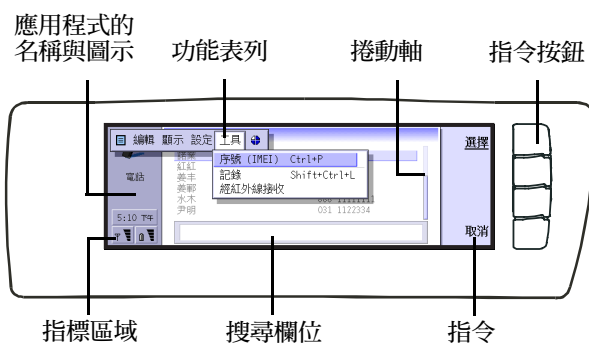 應用程式的
名稱與圖示
功能表列
捲動軸
指令按鈕
編輯 顯示 設定 工具
選擇
序號 (IMEI) Ctrl+P
記錄 Shift+Ctrl+L
經紅外線接收
紅紅
姜丰
姜郵
水木
尹明 031 1122334
電話
5:10 下午
取消
指標區域
搜尋欄位
指令